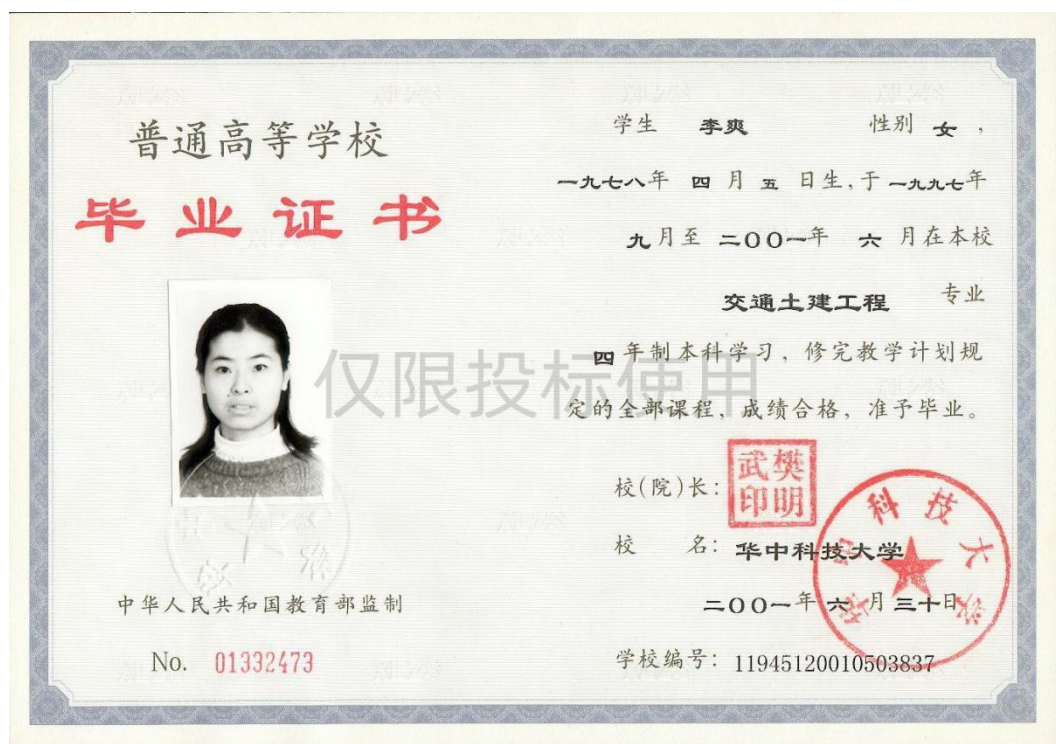 普通高等学校
毕业证书
中华人民共和国教育部监制
No. 01332473
学生 李爽 性别 女，
一九七八年 四 月 五 日生，于 一九九七年
九 月至 二〇〇一年 六 月在本校
交通土建工程 专业
四 年制本科学习，修完教学计划规
定的全部课程，成绩合格，准予毕业。
校(院)长：
樊明武印
校 名： 华中科技大学
二〇〇一 年 六 月 三十日
学校编号： 11945120010503837
华中科技大学
仅限投标使用